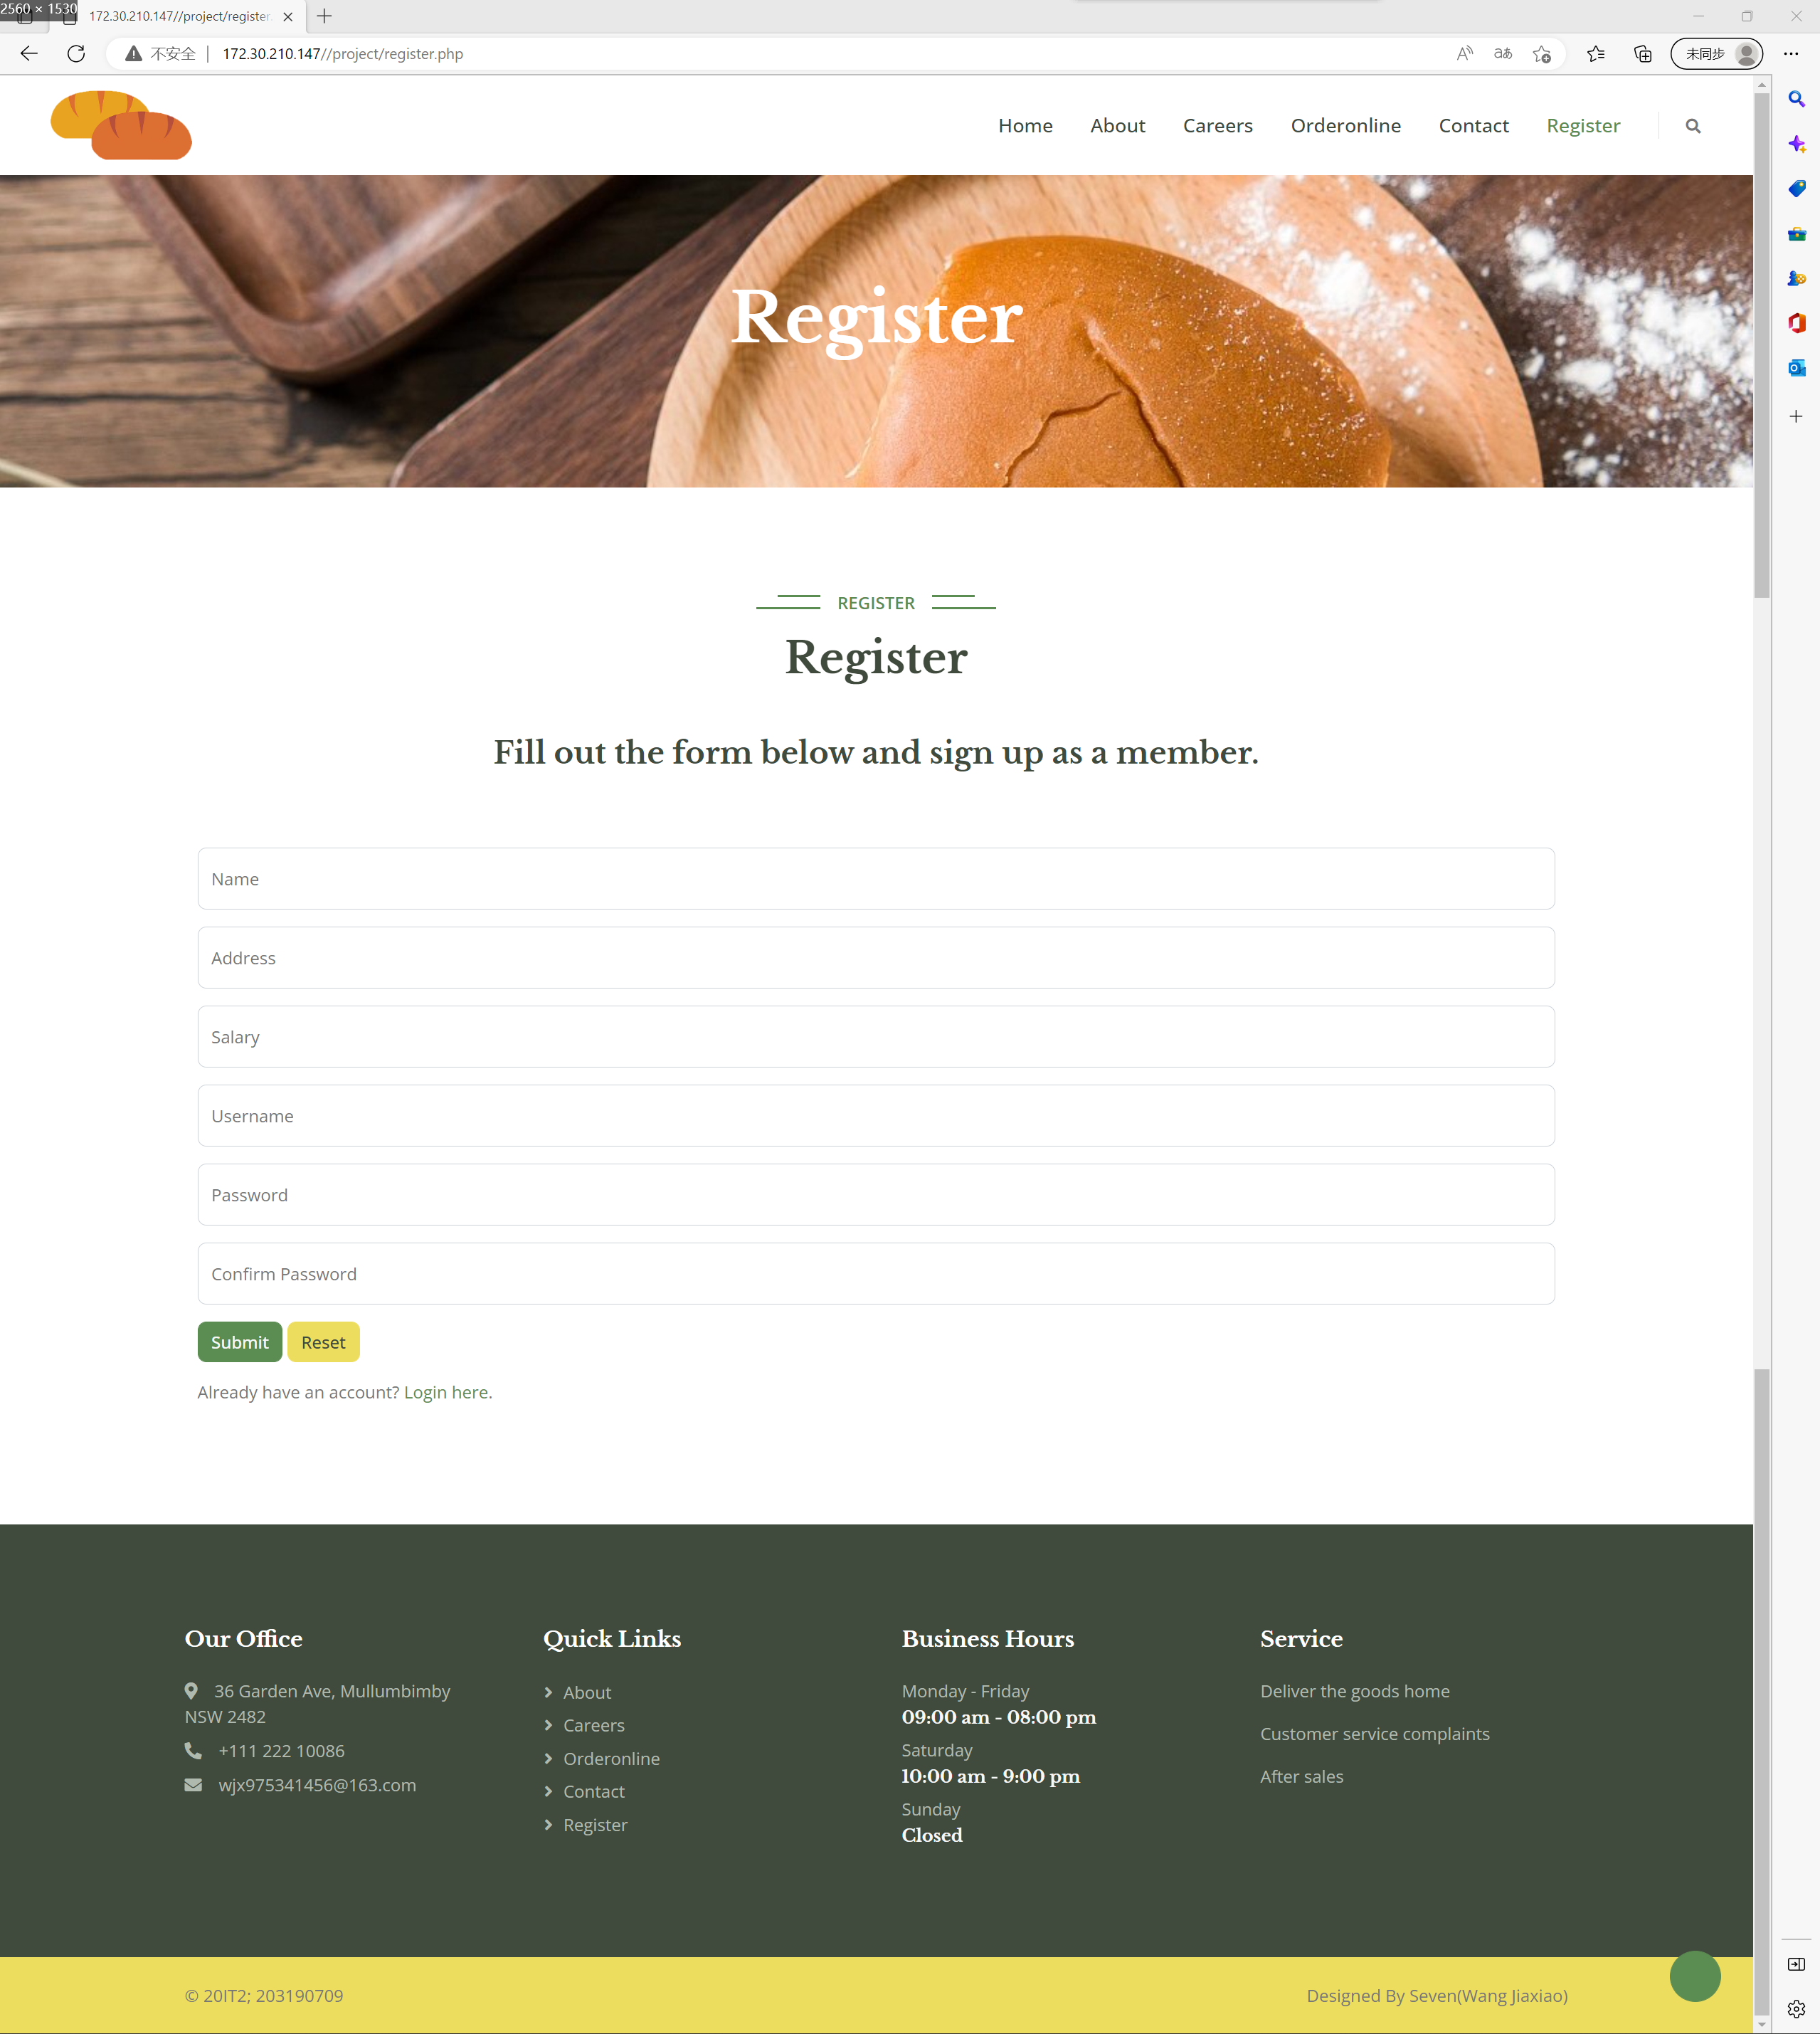 2560 × 1530
172.30.210.147//project/register
不安全
172.30.210.147//project/register.php
未同步
Home About Careers Orderonline Contact Register
Register
REGISTER
Register
Fill out the form below and sign up as a member.
Name
Address
Salary
Username
Password
Confirm Password
Submit Reset
Already have an account? Login here.
Our Office
36 Garden Ave, Mullumbimby
NSW 2482
+111 222 10086
wjx975341456@163.com
Quick Links
About
Careers
Orderonline
Contact
Register
Business Hours
Monday - Friday
09:00 am - 08:00 pm
Saturday
10:00 am - 9:00 pm
Sunday
Closed
Service
Deliver the goods home
Customer service complaints
After sales
© 20IT2; 203190709
Designed By Seven(Wang Jiaxiao)